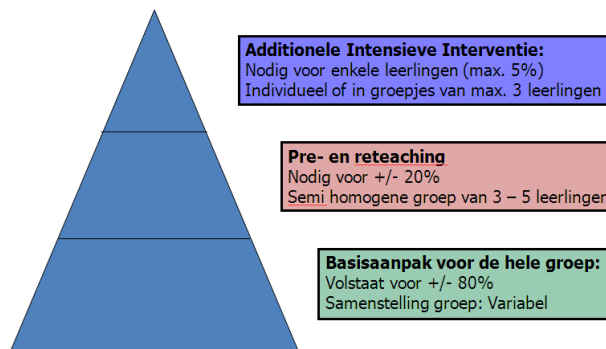 Additionele Intensieve Interventie:
Nodig voor enkele leerlingen (max. 5%)
Individueel of in groepjes van max. 3 leerlingen
Pre- en reteaching
Nodig voor +/- 20%
Semi homogene groep van 3 – 5 leerlingen
Basisaanpak voor de hele groep:
Volstaat voor +/- 80%
Samenstelling groep: Variabel